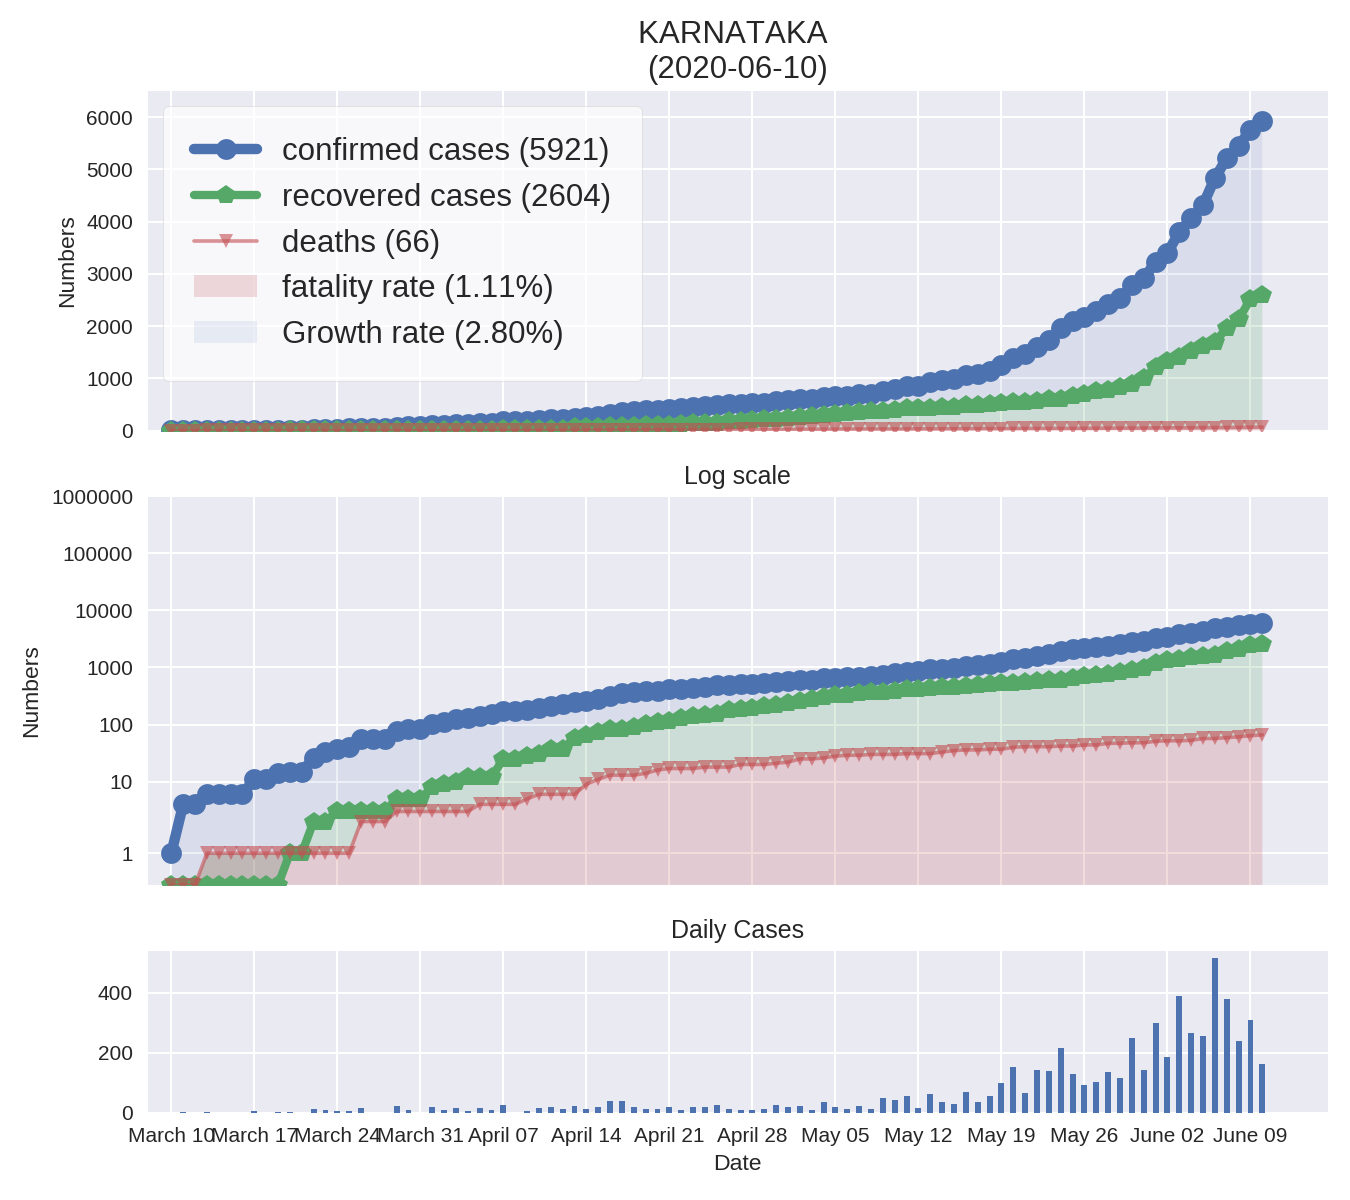 KARNATAKA
(2020-06-10)
6000
5000
4000
3000
2000
1000
0
Numbers
confirmed cases (5921)
recovered cases (2604)
deaths (66)
fatality rate (1.11%)
Growth rate (2.80%)
Log scale
1000000
100000
10000
1000
100
10
1
Numbers
Daily Cases
400
200
0
March 10 March 17 March 24 March 31 April 07 April 14 April 21 April 28 May 05 May 12 May 19 May 26 June 02 June 09
Date